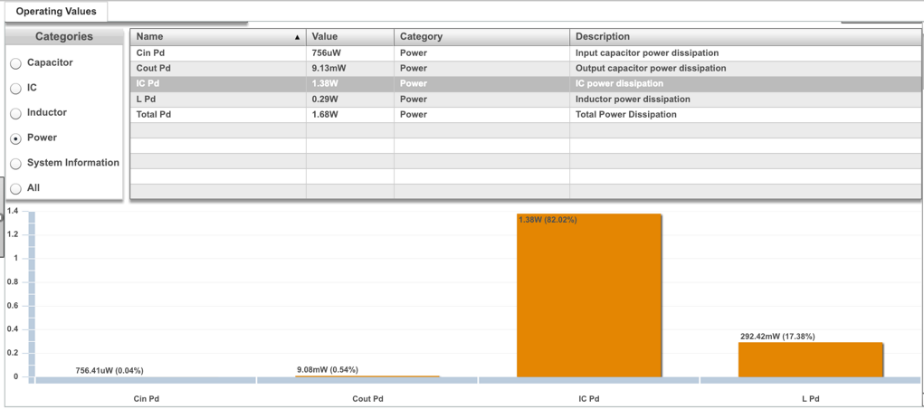 Operating Values
Categories
Capacitor
IC
Inductor
Power
System Information
All
Name ▲ Value Category Description
Cin Pd 756uW Power Input capacitor power dissipation
Cout Pd 9.13mW Power Output capacitor power dissipation
IC Pd 1.38W Power IC power dissipation
L Pd 0.29W Power Inductor power dissipation
Total Pd 1.68W Power Total Power Dissipation
1.4
1.2
1
0.8
0.6
0.4
0.2
0
756.41uW (0.04%)
9.08mW (0.54%)
1.38W (82.02%)
292.42mW (17.38%)
Cin Pd Cout Pd IC Pd L Pd